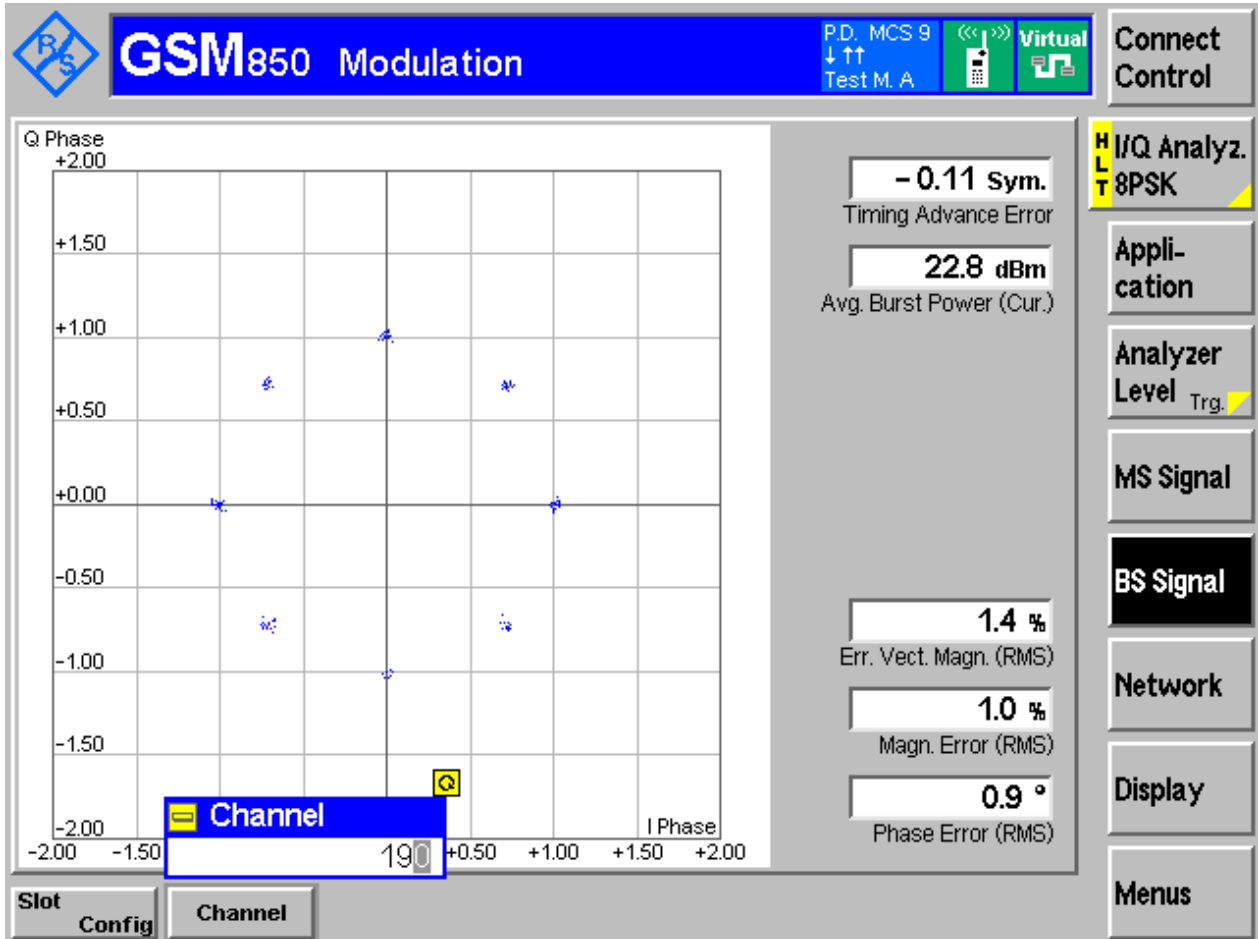 R/S
GSM850 Modulation
P.D. MCS 9
↓ ↑↑
Test M. A
Virtual
Connect
Control
Q Phase
+2.00
+1.50
+1.00
+0.50
+0.00
-0.50
-1.00
-1.50
-2.00
-2.00 -1.50 +0.50 +1.00 +1.50 +2.00
I Phase
Q
Channel
190
- 0.11 Sym.
Timing Advance Error
22.8 dBm
Avg. Burst Power (Cur.)
1.4 %
Err. Vect. Magn. (RMS)
1.0 %
Magn. Error (RMS)
0.9 °
Phase Error (RMS)
HLT
I/Q Analyz.
8PSK
Appli-
cation
Analyzer
Level Trg.
MS Signal
BS Signal
Network
Display
Menus
Slot
Config
Channel